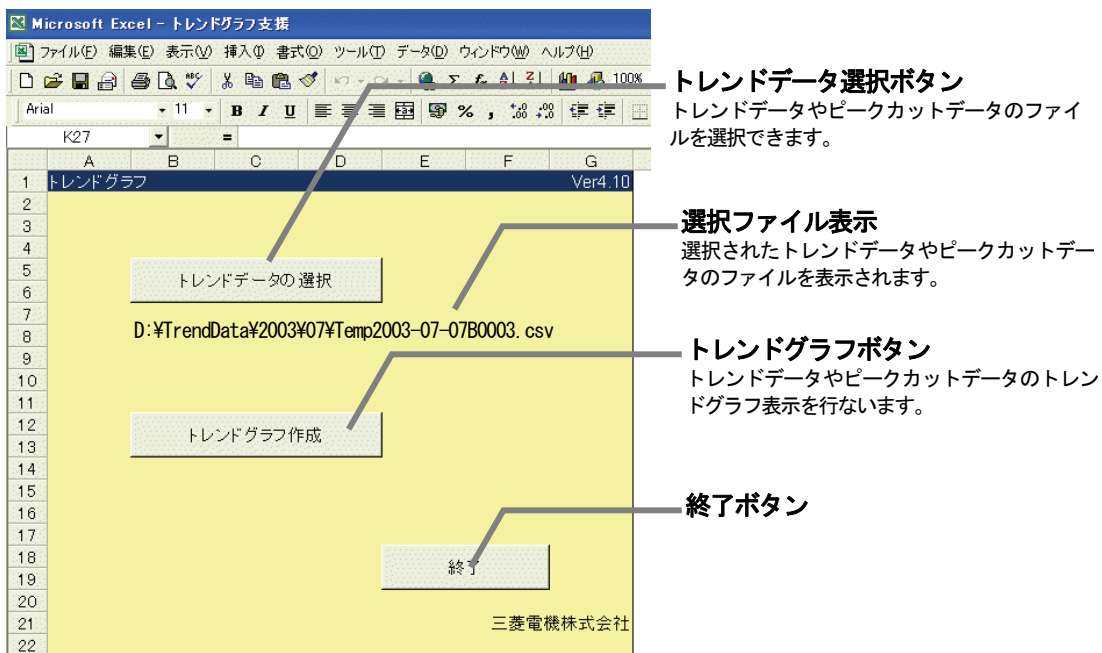 Microsoft Excel - トレンドグラフ支援
ファイル(F) 編集(E) 表示(V) 挿入(I) 書式(O) ツール(T) データ(D) ウィンドウ(W) ヘルプ(H)
100%
Arial 11 B I U % ,
K27 =
A B C D E F G
1 トレンドグラフ Ver4.10
2
3
4
5
6
トレンドデータの選択
7
8
D:¥TrendData¥2003¥07¥Temp2003-07-07B0003.csv
9
10
11
12
13
トレンドグラフ作成
14
15
16
17
18
19
終了
20
21 三菱電機株式会社
22
トレンドデータ選択ボタン
トレンドデータやピークカットデータのファイ
ルを選択できます。
選択ファイル表示
選択されたトレンドデータやピークカットデー
タのファイルを表示されます。
トレンドグラフボタン
トレンドデータやピークカットデータのトレン
ドグラフ表示を行ないます。
終了ボタン